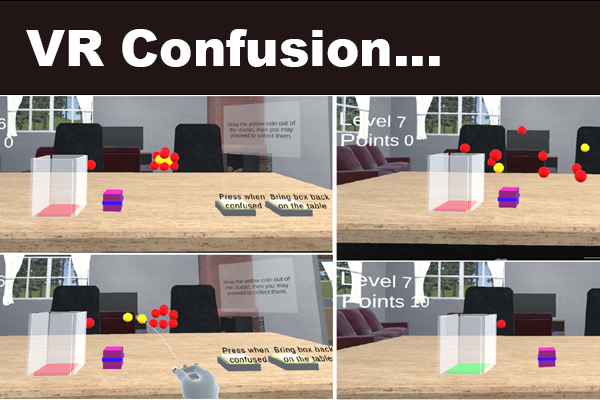 VR Confusion...
6
0
Drag the yellow coin out of
the cluster, then you may
proceed to collect them.
Press when
confused
Bring box back
on the table
Level 7
Points 0
Drag the yellow coin out of
the cluster, then you may
proceed to collect them.
Press when
confused
Bring box back
on the table
Level 7
Points 10